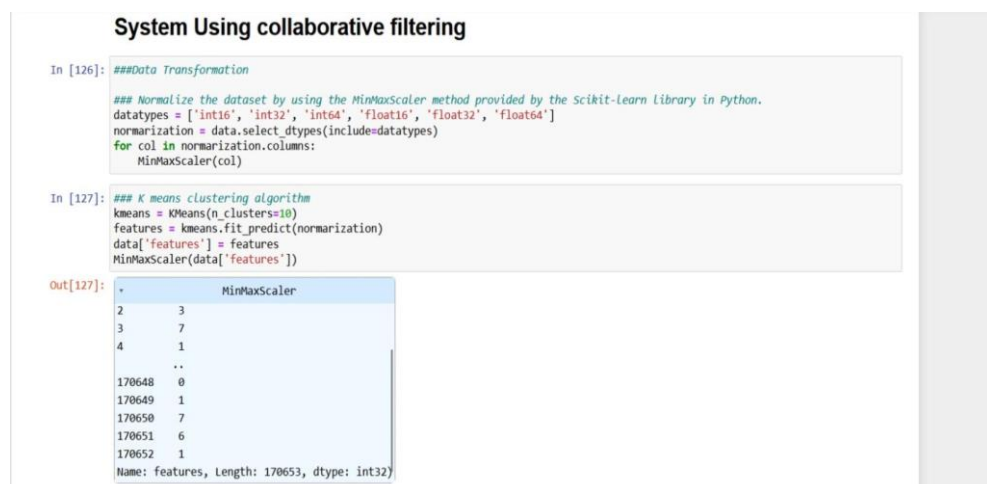 System Using collaborative filtering
In [126]: ###Data Transformation
### Normalize the dataset by using the MinMaxScaler method provided by the Scikit-learn library in Python.
datatypes = ['int16', 'int32', 'int64', 'float16', 'float32', 'float64']
normarization = data.select_dtypes(include=datatypes)
for col in normarization.columns:
    MinMaxScaler(col)
In [127]: ### K means clustering algorithm
kmeans = KMeans(n_clusters=10)
features = kmeans.fit_predict(normarization)
data['features'] = features
MinMaxScaler(data['features'])
Out[127]: MinMaxScaler
2 3
3 7
4 1
..
170648 0
170649 1
170650 7
170651 6
170652 1
Name: features, Length: 170653, dtype: int32)